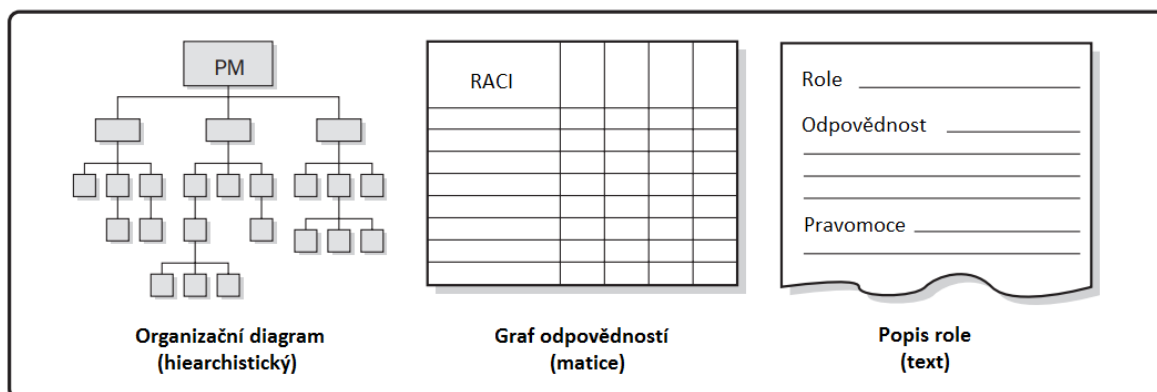 PM
RACI
Role
Odpovědnost
Pravomoce
Organizační diagram
(hiearchistický)
Graf odpovědností
(matice)
Popis role
(text)